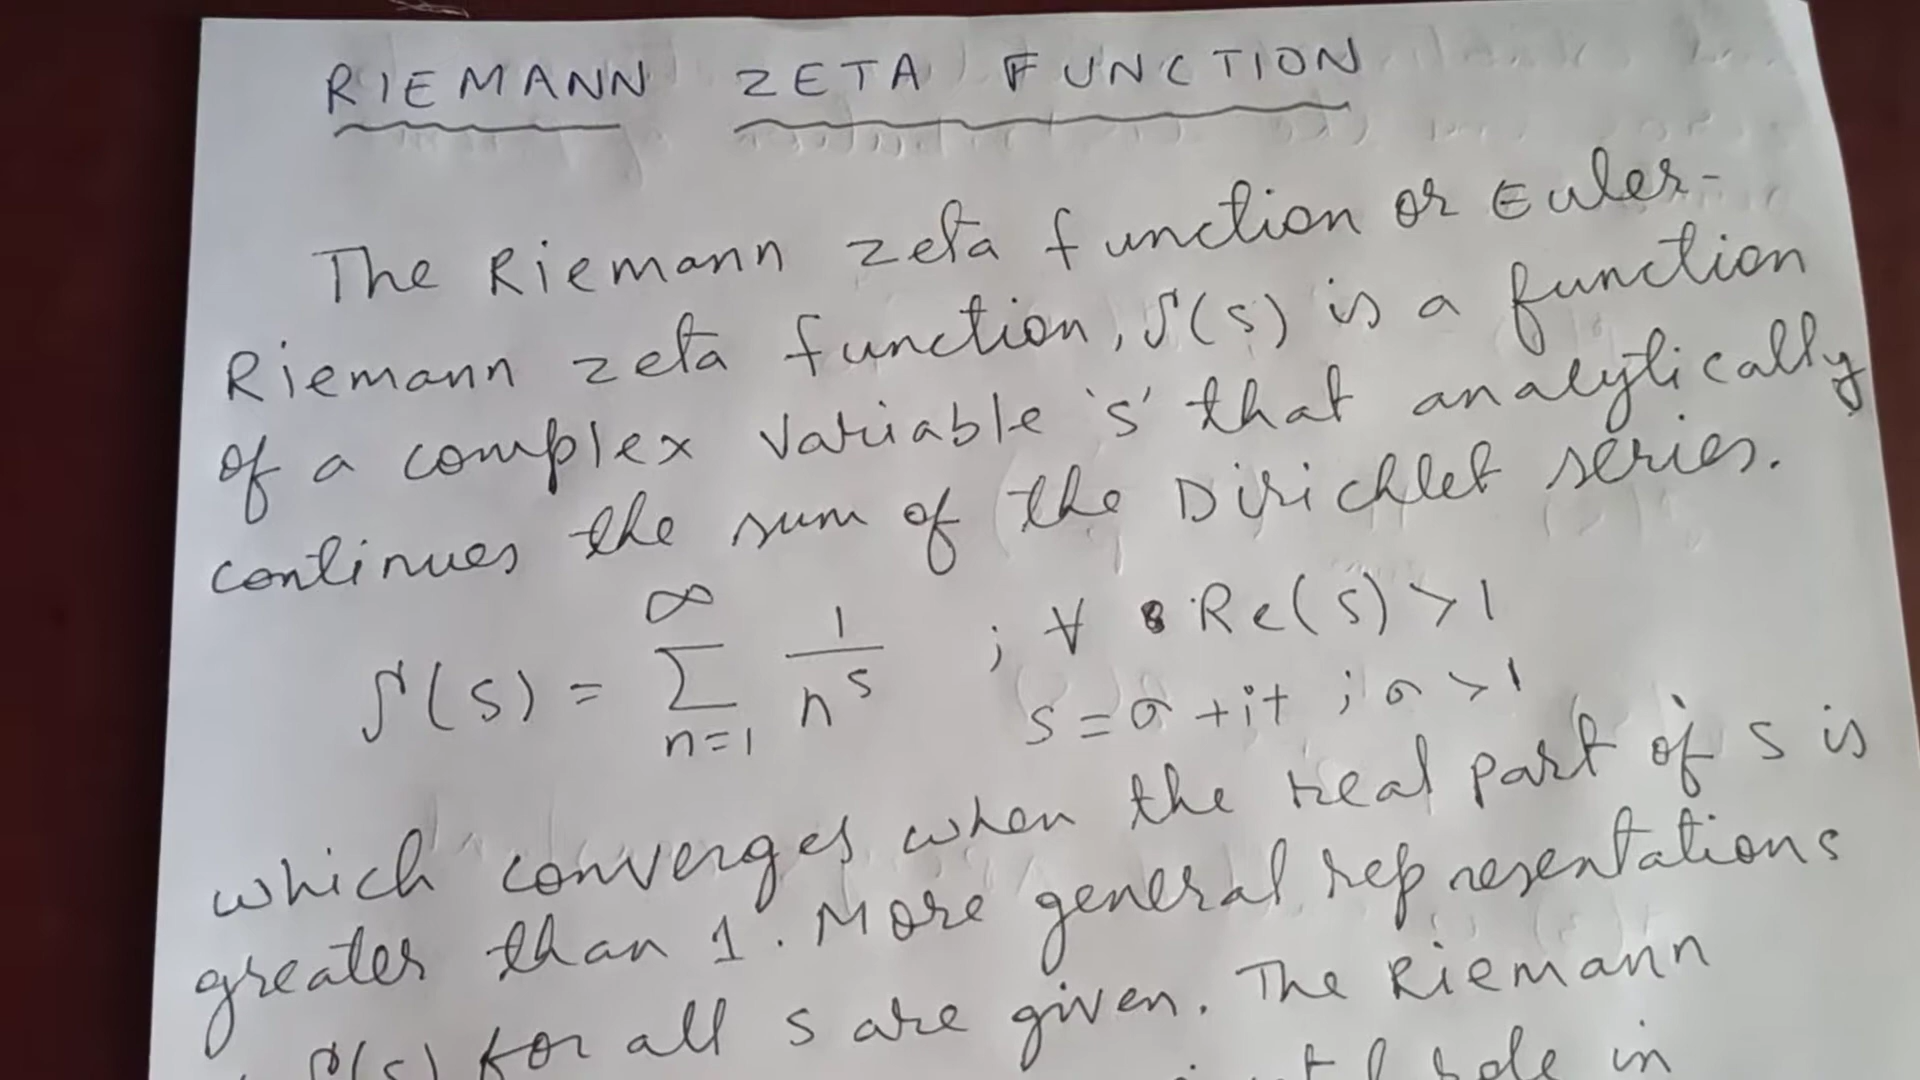 RIEMANN ZETA FUNCTION
The Riemann zeta function or Euler-
Riemann zeta function, ζ(s) is a function
of a complex variable 's' that analytically
continues the sum of the Dirichlet series.
ζ(s) = ∞ Σ n=1 1/n^s ; ∀ Re(s) > 1
s = σ + it ; σ > 1
which converges when the real part of s is
greater than 1. More general representations
ζ(s) for all s are given. The Riemann
role in